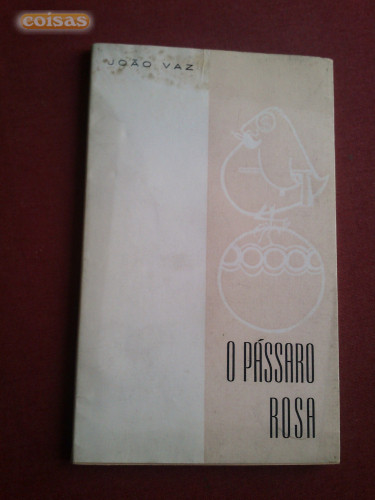 coisas
JOÃO VAZ
O PÁSSARO
ROSA